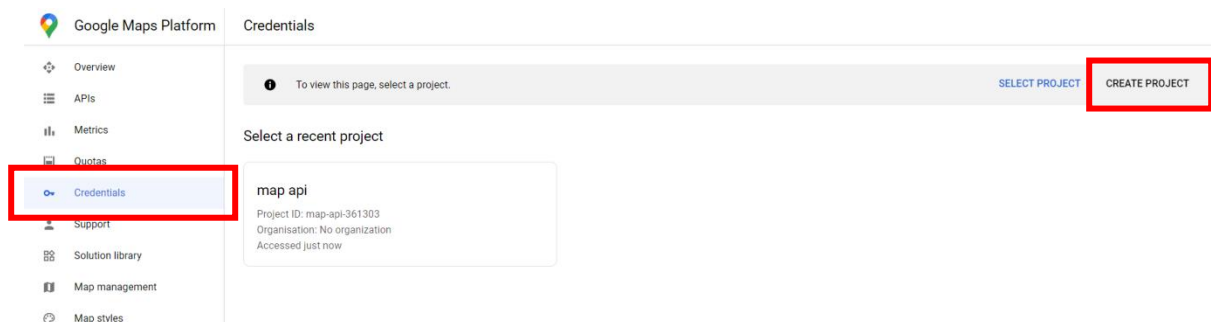 Google Maps Platform
Credentials
Overview
APIs
Metrics
Quotas
Credentials
Support
Solution library
Map management
Map styles
To view this page, select a project.
SELECT PROJECT
CREATE PROJECT
Select a recent project
map api
Project ID: map-api-361303
Organisation: No organization
Accessed just now